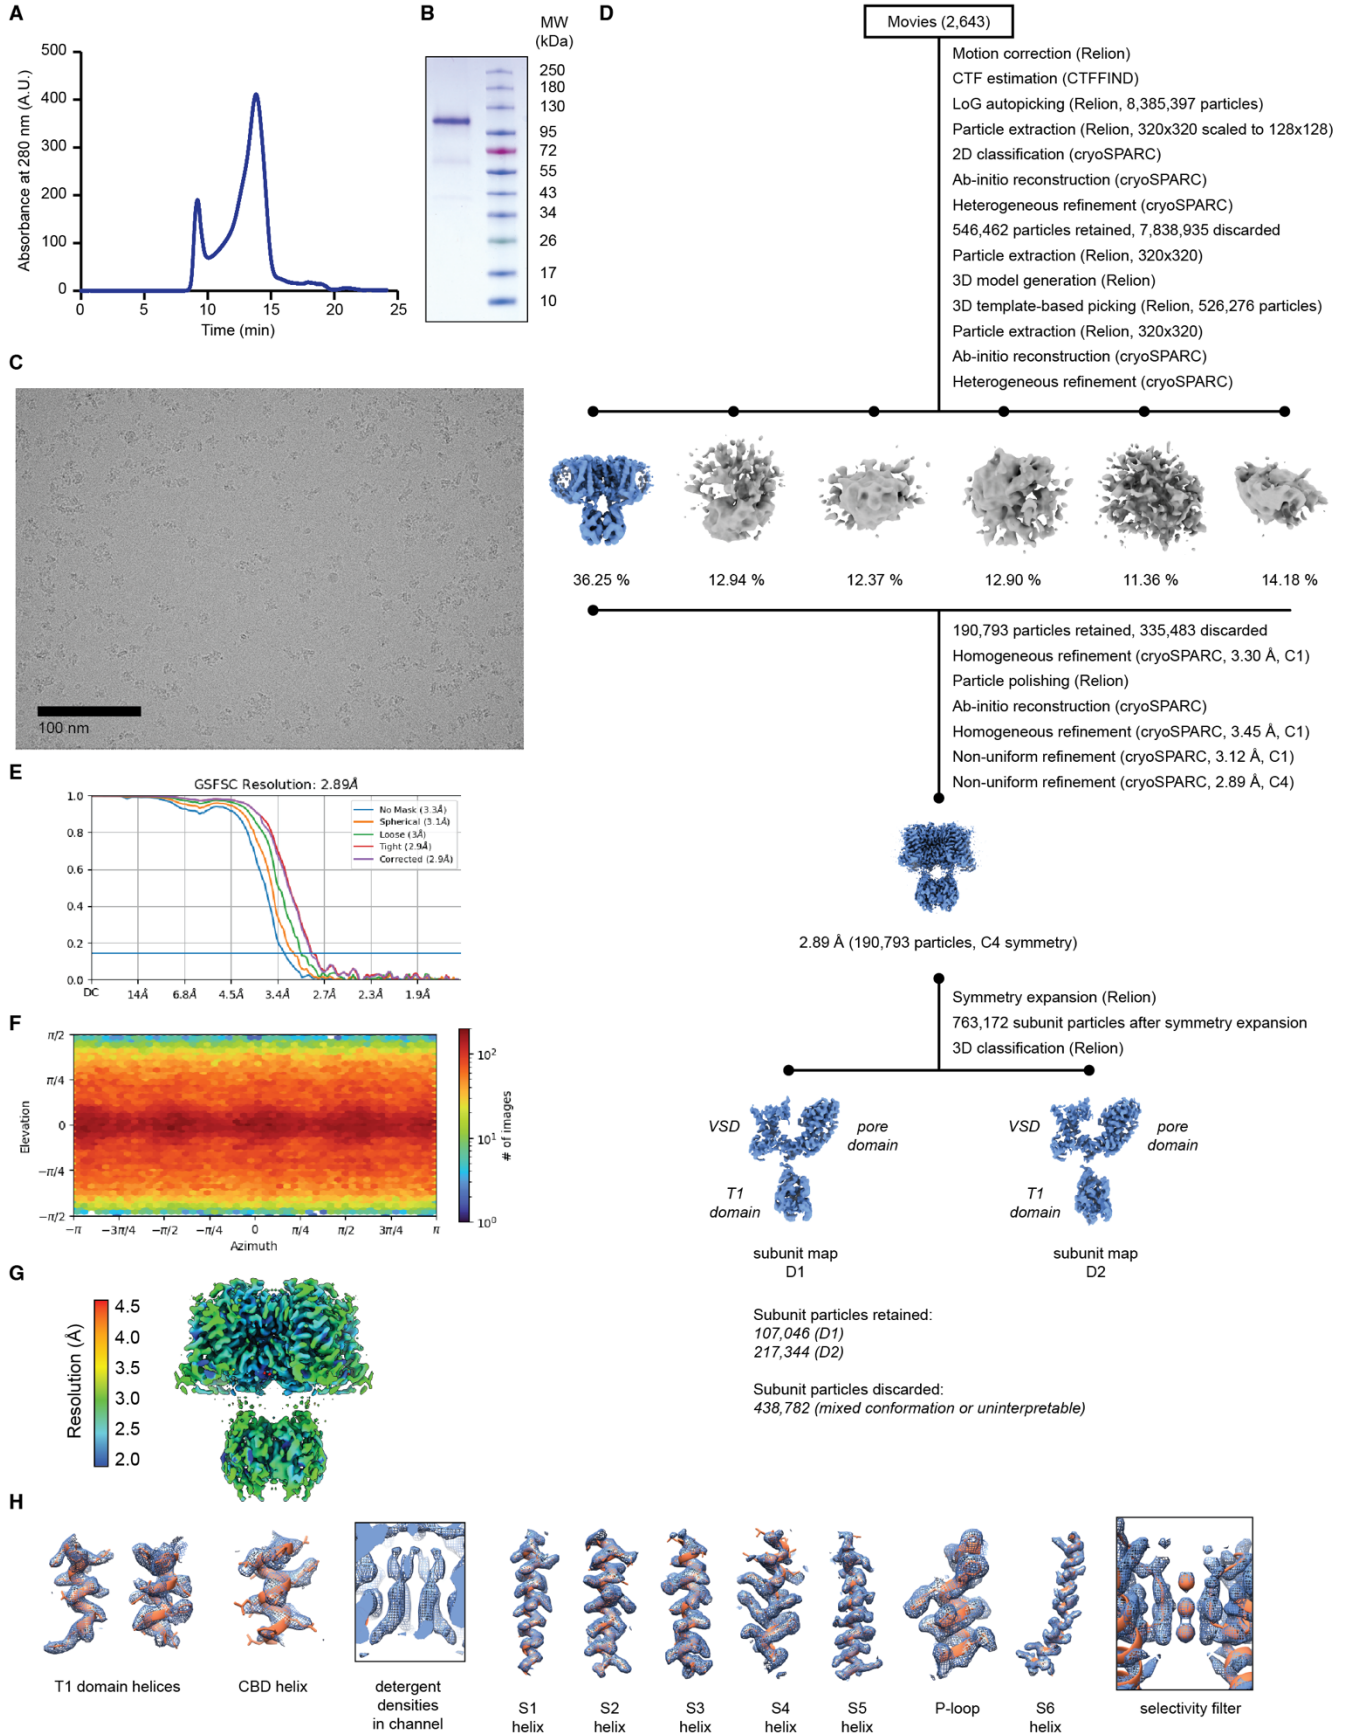 A
Absorbance at 280 nm (A.U.)
500
400
300
200
100
0
0
5
10
15
20
25
Time (min)
B
MW
(kDa)
250
180
130
95
72
55
43
34
26
17
10
C
100 nm
D
Movies (2,643)
Motion correction (Relion)
CTF estimation (CTFFIND)
LoG autopicking (Relion, 8,385,397 particles)
Particle extraction (Relion, 320x320 scaled to 128x128)
2D classification (cryoSPARC)
Ab-initio reconstruction (cryoSPARC)
Heterogeneous refinement (cryoSPARC)
546,462 particles retained, 7,838,935 discarded
Particle extraction (Relion, 320x320)
3D model generation (Relion)
3D template-based picking (Relion, 526,276 particles)
Particle extraction (Relion, 320x320)
Ab-initio reconstruction (cryoSPARC)
Heterogeneous refinement (cryoSPARC)
36.25 %
12.94 %
12.37 %
12.90 %
11.36 %
14.18 %
190,793 particles retained, 335,483 discarded
Homogeneous refinement (cryoSPARC, 3.30 Å, C1)
Particle polishing (Relion)
Ab-initio reconstruction (cryoSPARC)
Homogeneous refinement (cryoSPARC, 3.45 Å, C1)
Non-uniform refinement (cryoSPARC, 3.12 Å, C1)
Non-uniform refinement (cryoSPARC, 2.89 Å, C4)
2.89 Å (190,793 particles, C4 symmetry)
Symmetry expansion (Relion)
763,172 subunit particles after symmetry expansion
3D classification (Relion)
VSD
pore
domain
T1
domain
subunit map
D1
VSD
pore
domain
T1
domain
subunit map
D2
Subunit particles retained:
107,046 (D1)
217,344 (D2)
Subunit particles discarded:
438,782 (mixed conformation or uninterpretable)
E
GSFSC Resolution: 2.89Å
1.0
0.8
0.6
0.4
0.2
0.0
No Mask (3.3Å)
Spherical (3.1Å)
Loose (3Å)
Tight (2.9Å)
Corrected (2.9Å)
DC
14Å
6.8Å
4.5Å
3.4Å
2.7Å
2.3Å
1.9Å
F
Elevation
π/2
π/4
0
−π/4
−π/2
−π
−3π/4
−π/2
−π/4
0
π/4
π/2
3π/4
π
Azimuth
10²
10¹
10⁰
# of images
G
Resolution (Å)
4.5
4.0
3.5
3.0
2.5
2.0
H
T1 domain helices
CBD helix
detergent
densities
in channel
S1
helix
S2
helix
S3
helix
S4
helix
S5
helix
P-loop
S6
helix
selectivity filter